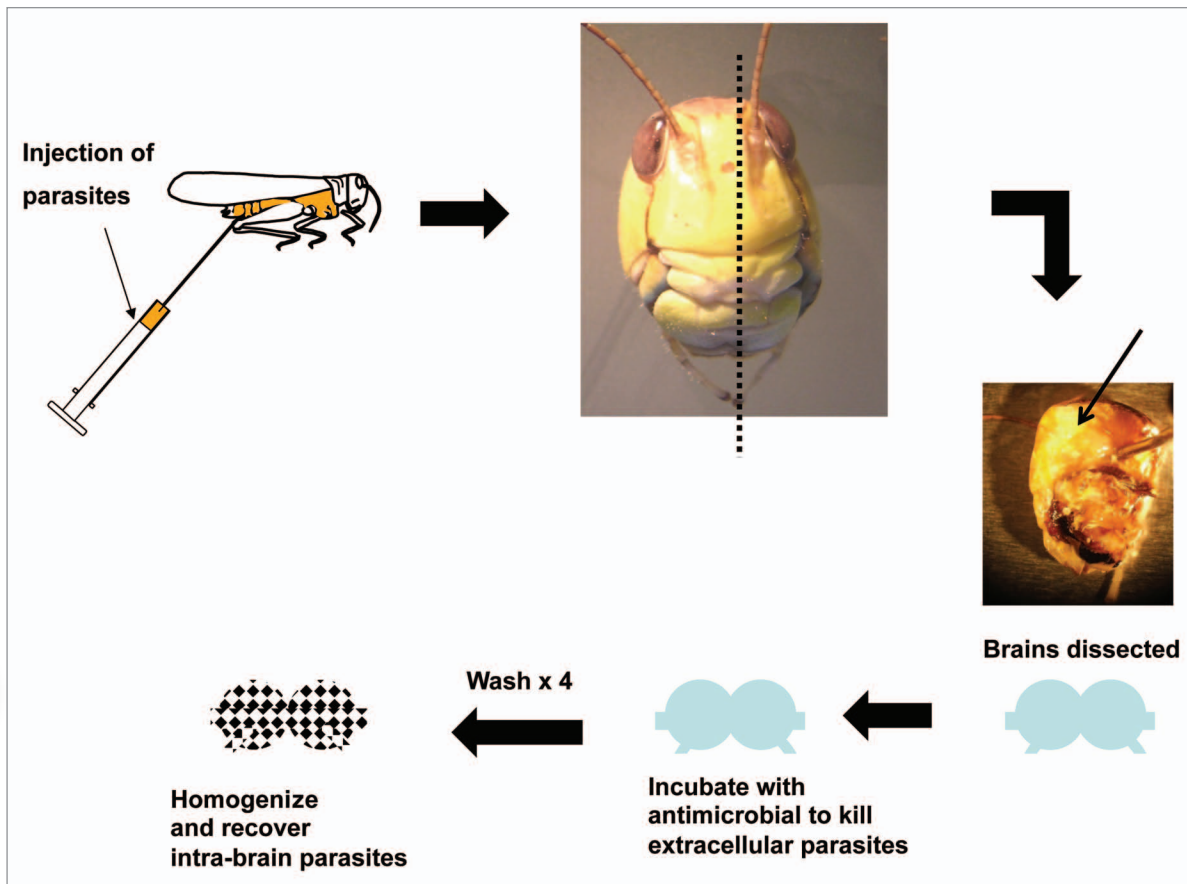 Injection of
parasites
Brains dissected
Wash x 4
Incubate with
antimicrobial to kill
extracellular parasites
Homogenize
and recover
intra-brain parasites